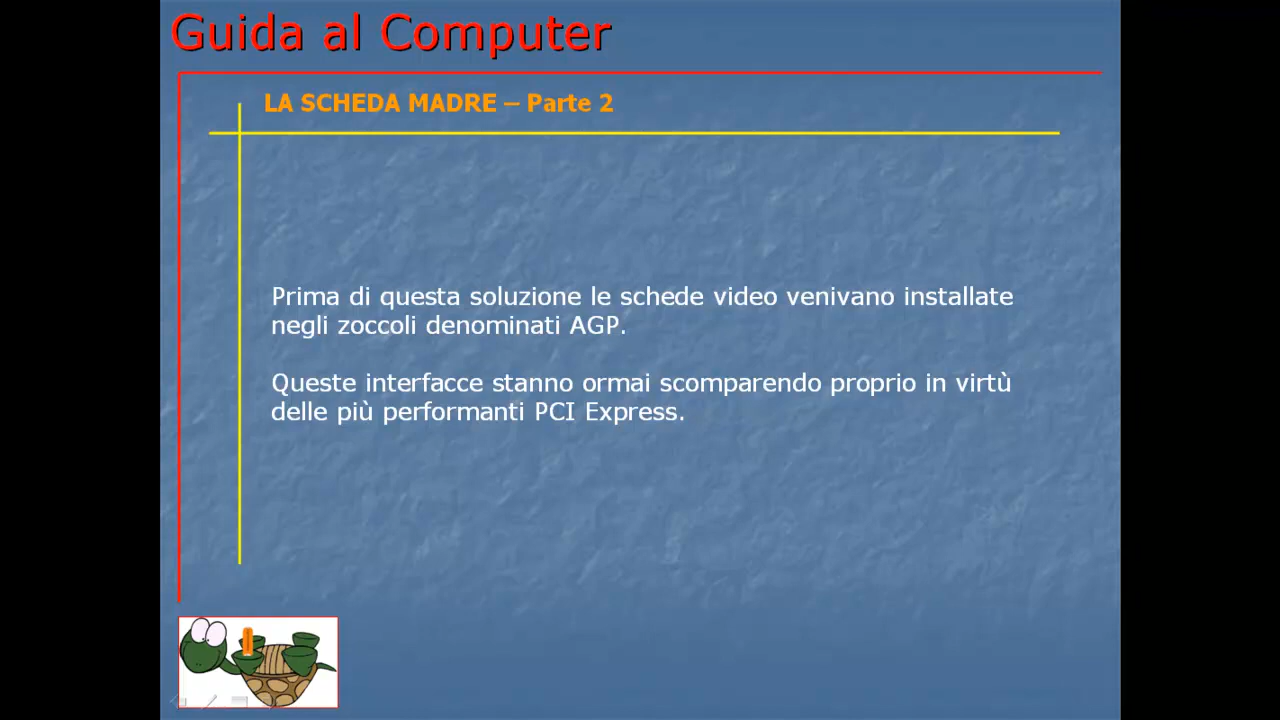 Guida al Computer
LA SCHEDA MADRE – Parte 2
Prima di questa soluzione le schede video venivano installate
negli zoccoli denominati AGP.
Queste interfacce stanno ormai scomparendo proprio in virtù
delle più performanti PCI Express.